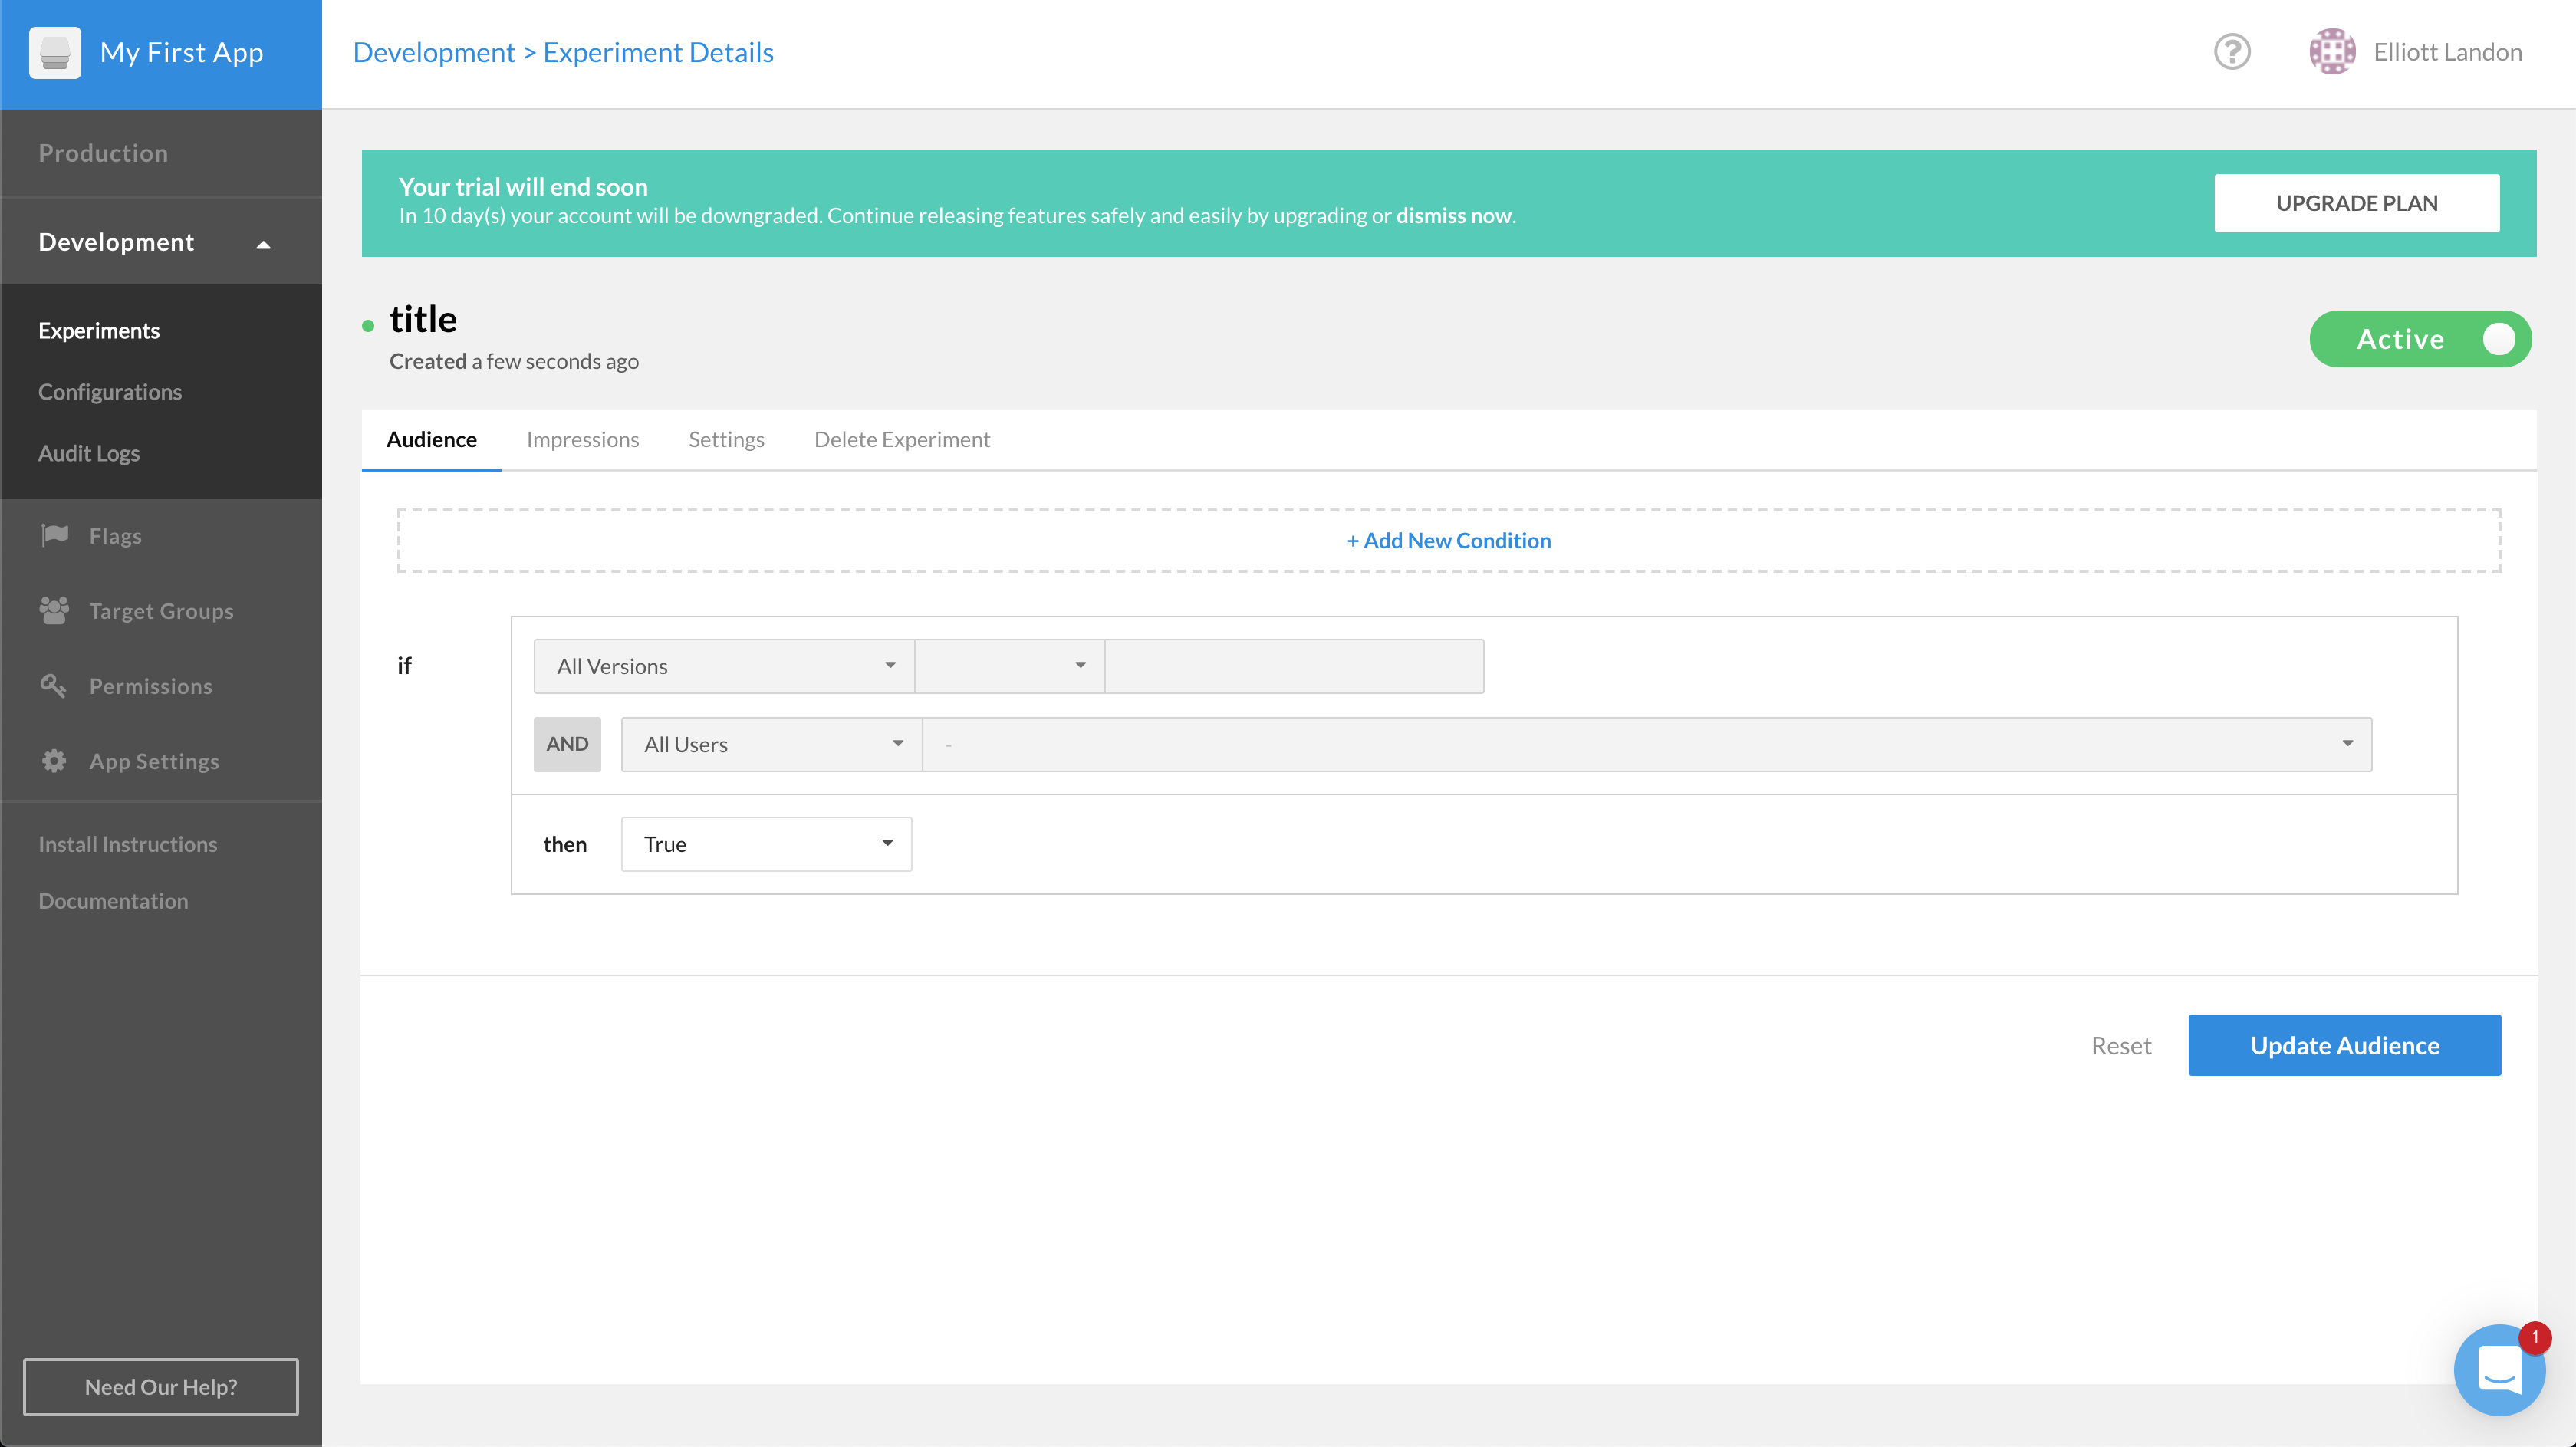 My First App
Development > Experiment Details
Elliott Landon
Production
Development
Experiments
Configurations
Audit Logs
Flags
Target Groups
Permissions
App Settings
Install Instructions
Documentation
Need Our Help?
Your trial will end soon
In 10 day(s) your account will be downgraded. Continue releasing features safely and easily by upgrading or dismiss now.
UPGRADE PLAN
title
Created a few seconds ago
Active
Audience Impressions Settings Delete Experiment
+ Add New Condition
if
All Versions
AND All Users -
then True
Reset Update Audience
1